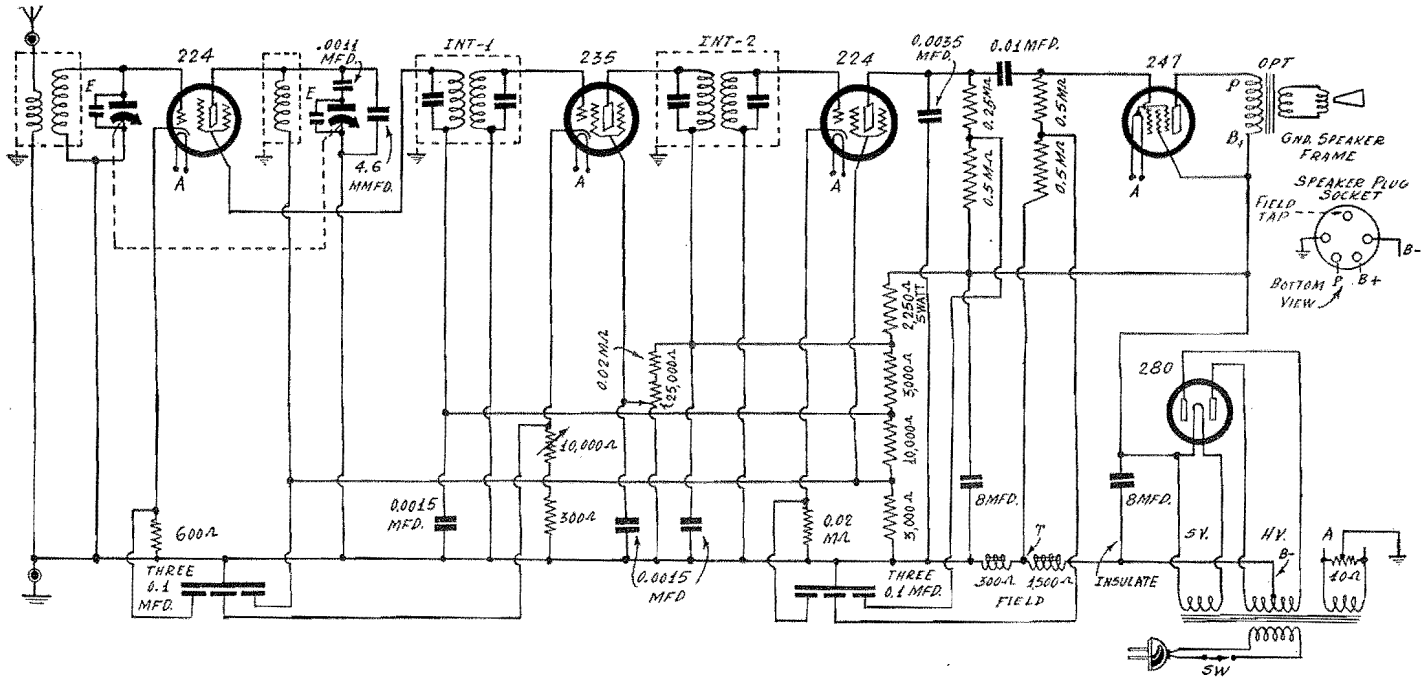 224
.0011
MFD.
E
E
A
4.6
MMFD.
INT-1
235
A
INT-2
224
A
0.0035
MFD.
0.01 MFD.
0.25MΩ
0.5MΩ
0.5MΩ
0.5MΩ
247
A
OPT
P
B+
GND. SPEAKER
FRAME
SPEAKER PLUG
SOCKET
FIELD
TAP
B-
BOTTOM
VIEW
P
B+
2,250Ω
5WATT
0.02MΩ
25,000Ω
5,000Ω
10,000Ω
3,000Ω
10,000Ω
300Ω
600Ω
0.0015
MFD.
0.0015
MFD
0.02
MΩ
8MFD.
8MFD.
280
THREE
0.1
MFD.
THREE
0.1 MFD.
300Ω
T
1,500Ω
FIELD
INSULATE
5V.
HV.
B-
A
10Ω
SW